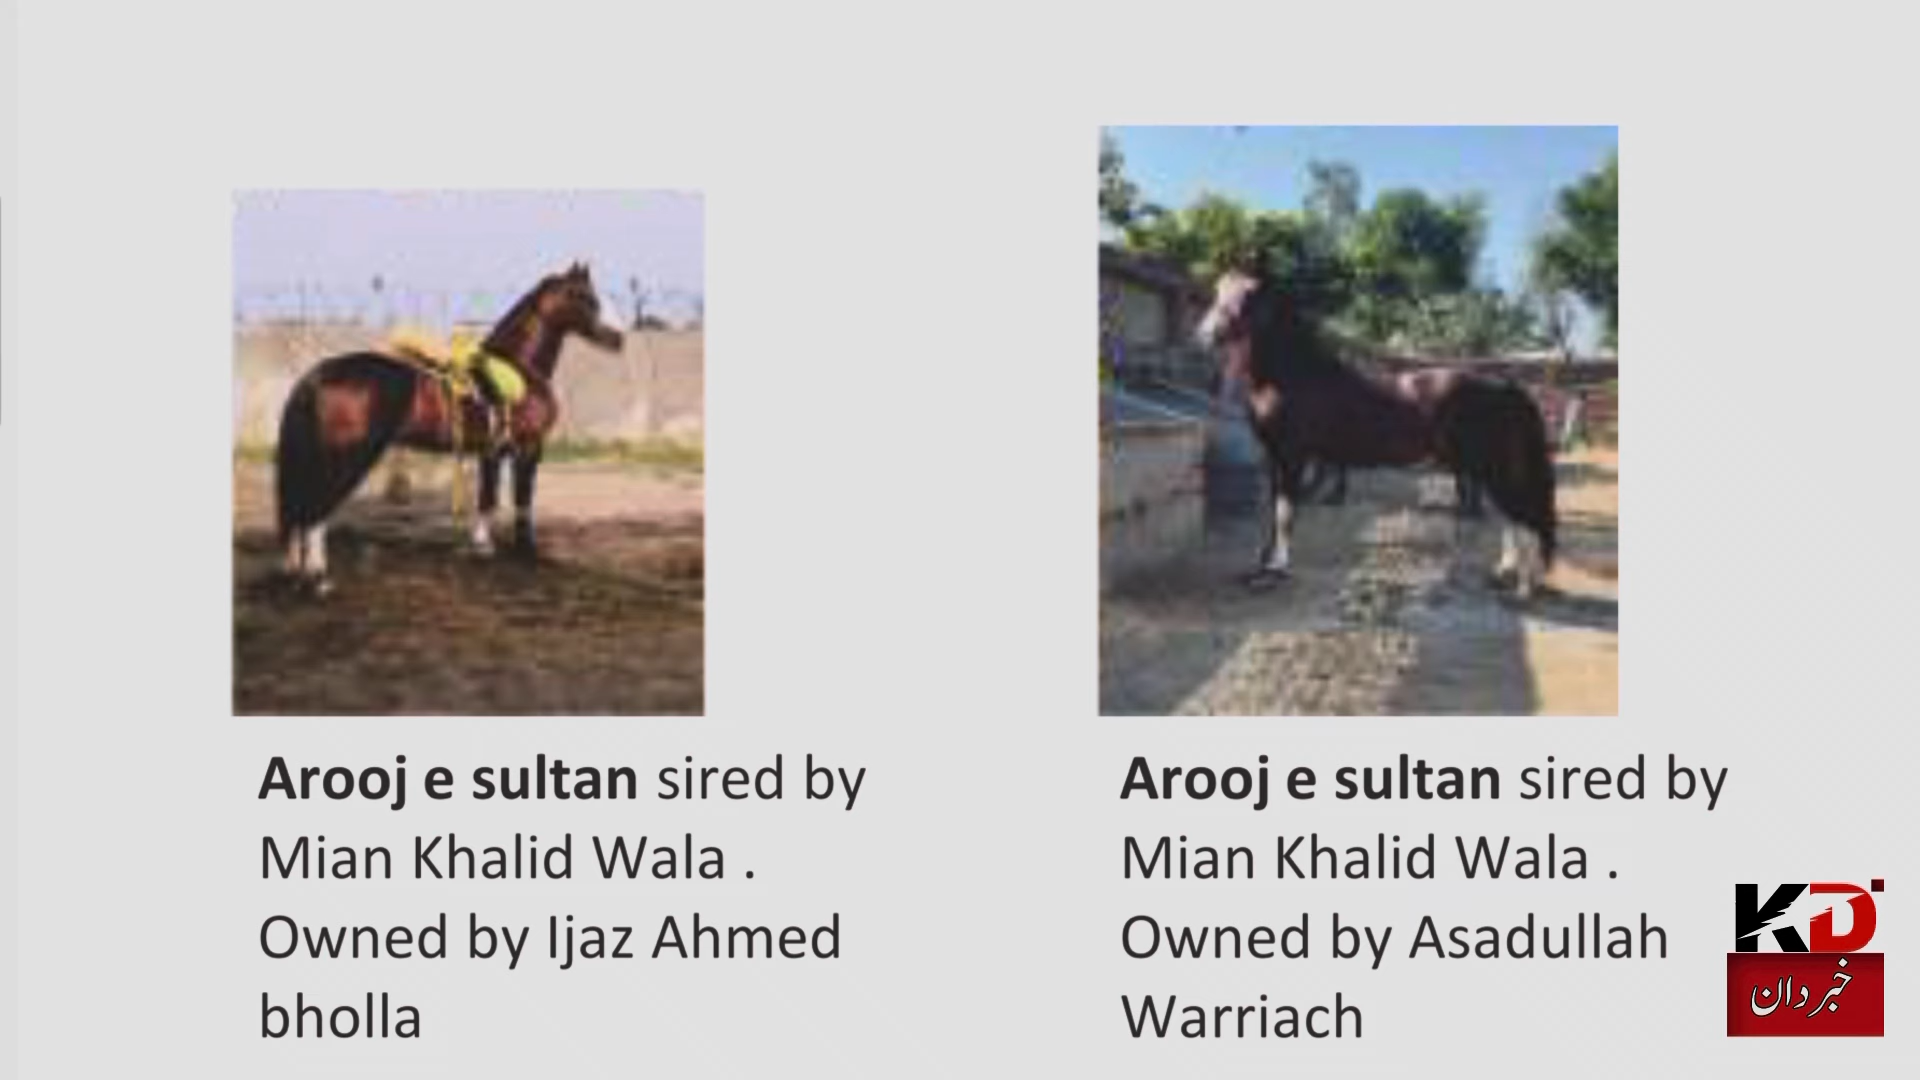 Arooj e sultan sired by
Mian Khalid Wala .
Owned by Ijaz Ahmed
bholla
Arooj e sultan sired by
Mian Khalid Wala .
Owned by Asadullah
Warriach
KD
خبردان